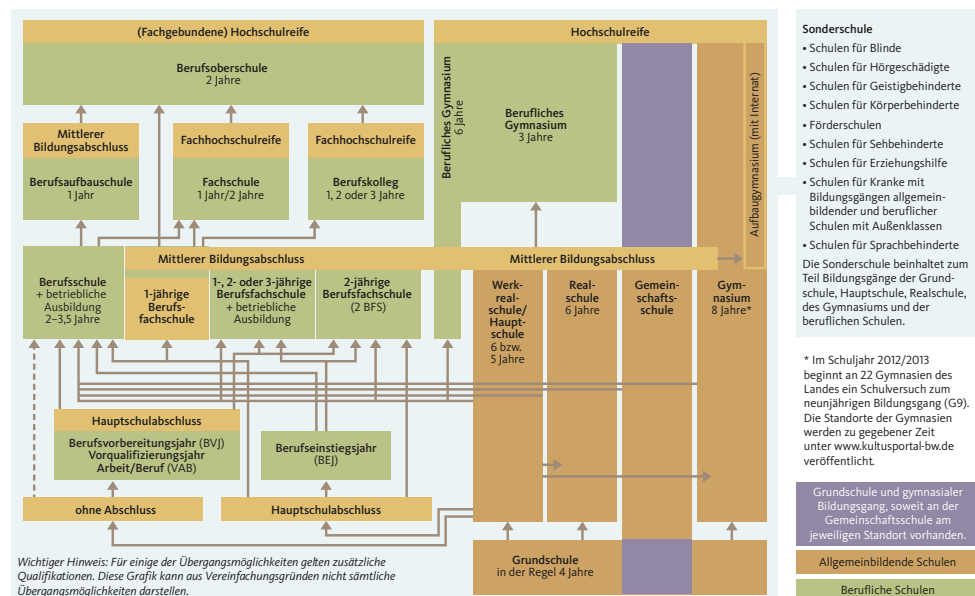 (Fachgebundene) Hochschulreife
Hochschulreife
Berufsoberschule
2 Jahre
Mittlerer
Bildungsabschluss
Berufsaufbauschule
1 Jahr
Fachhochschulreife
Fachschule
1 Jahr/2 Jahre
Fachhochschulreife
Berufskolleg
1, 2 oder 3 Jahre
Berufliches Gymnasium
6 Jahre
Berufliches
Gymnasium
3 Jahre
Aufbaugymnasium (mit Internat)
Mittlerer Bildungsabschluss
Mittlerer Bildungsabschluss
Berufsschule
+ betriebliche
Ausbildung
2–3,5 Jahre
1-jährige
Berufs-
fachschule
1-, 2- oder 3-jährige
Berufsfachschule
+ betriebliche
Ausbildung
2-jährige
Berufsfachschule
(2 BFS)
Werk-
real-
schule/
Haupt-
schule
6 bzw.
5 Jahre
Real-
schule
6 Jahre
Gemein-
schafts-
schule
Gym-
nasium
8 Jahre*
Hauptschulabschluss
Berufsvorbereitungsjahr (BVJ)
Vorqualifizierungsjahr
Arbeit/Beruf (VAB)
Berufseinstiegsjahr
(BEJ)
ohne Abschluss
Hauptschulabschluss
Grundschule
in der Regel 4 Jahre
Wichtiger Hinweis: Für einige der Übergangsmöglichkeiten gelten zusätzliche
Qualifikationen. Diese Grafik kann aus Vereinfachungsgründen nicht sämtliche
Übergangsmöglichkeiten darstellen.
Sonderschule
• Schulen für Blinde
• Schulen für Hörgeschädigte
• Schulen für Geistigbehinderte
• Schulen für Körperbehinderte
• Förderschulen
• Schulen für Sehbehinderte
• Schulen für Erziehungshilfe
• Schulen für Kranke mit
Bildungsgängen allgemein-
bildender und beruflicher
Schulen mit Außenklassen
• Schulen für Sprachbehinderte
Die Sonderschule beinhaltet zum
Teil Bildungsgänge der Grund-
schule, Hauptschule, Realschule,
des Gymnasiums und der
beruflichen Schulen.
* Im Schuljahr 2012/2013
beginnt an 22 Gymnasien des
Landes ein Schulversuch zum
neunjährigen Bildungsgang (G9).
Die Standorte der Gymnasien
werden zu gegebener Zeit
unter www.kultusportal-bw.de
veröffentlicht.
Grundschule und gymnasialer
Bildungsgang, soweit an der
Gemeinschaftsschule am
jeweiligen Standort vorhanden.
Allgemeinbildende Schulen
Berufliche Schulen